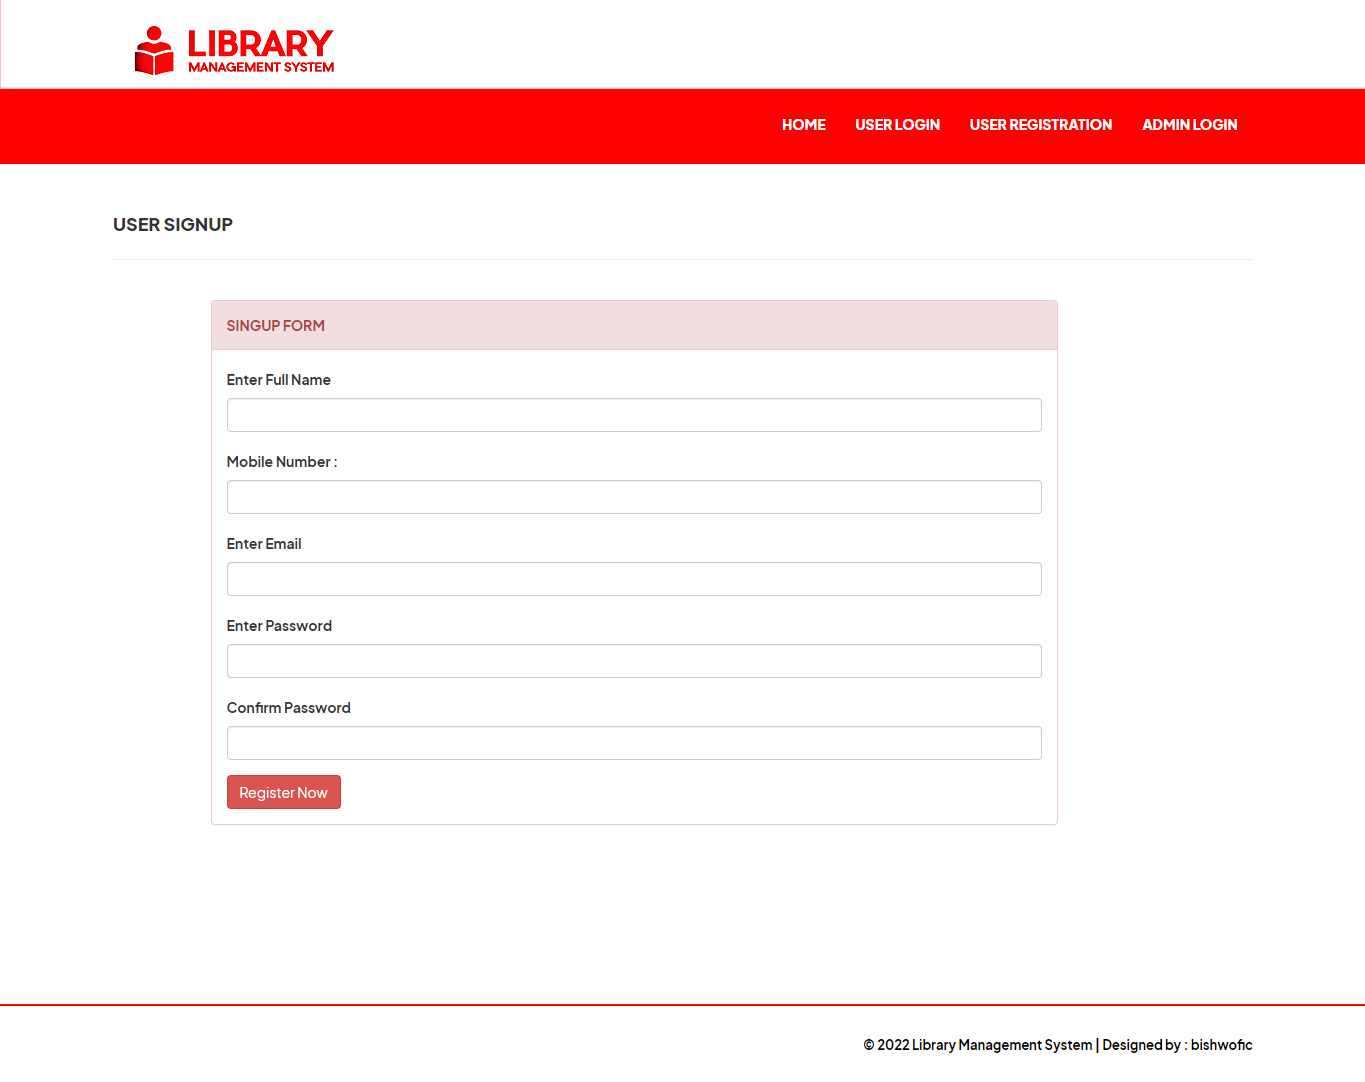 LIBRARY
MANAGEMENT SYSTEM
HOME USER LOGIN USER REGISTRATION ADMIN LOGIN
USER SIGNUP
SINGUP FORM
Enter Full Name
Mobile Number :
Enter Email
Enter Password
Confirm Password
Register Now
© 2022 Library Management System | Designed by : bishwofic